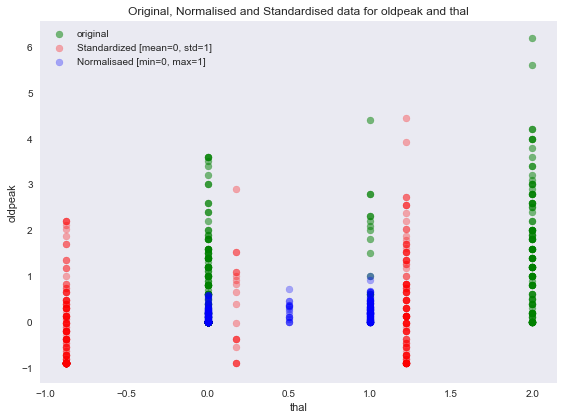 Original, Normalised and Standardised data for oldpeak and thal
original
Standardized [mean=0, std=1]
Normalisaed [min=0, max=1]
6
5
4
3
2
1
0
−1
oldpeak
−1.0 −0.5 0.0 0.5 1.0 1.5 2.0
thal